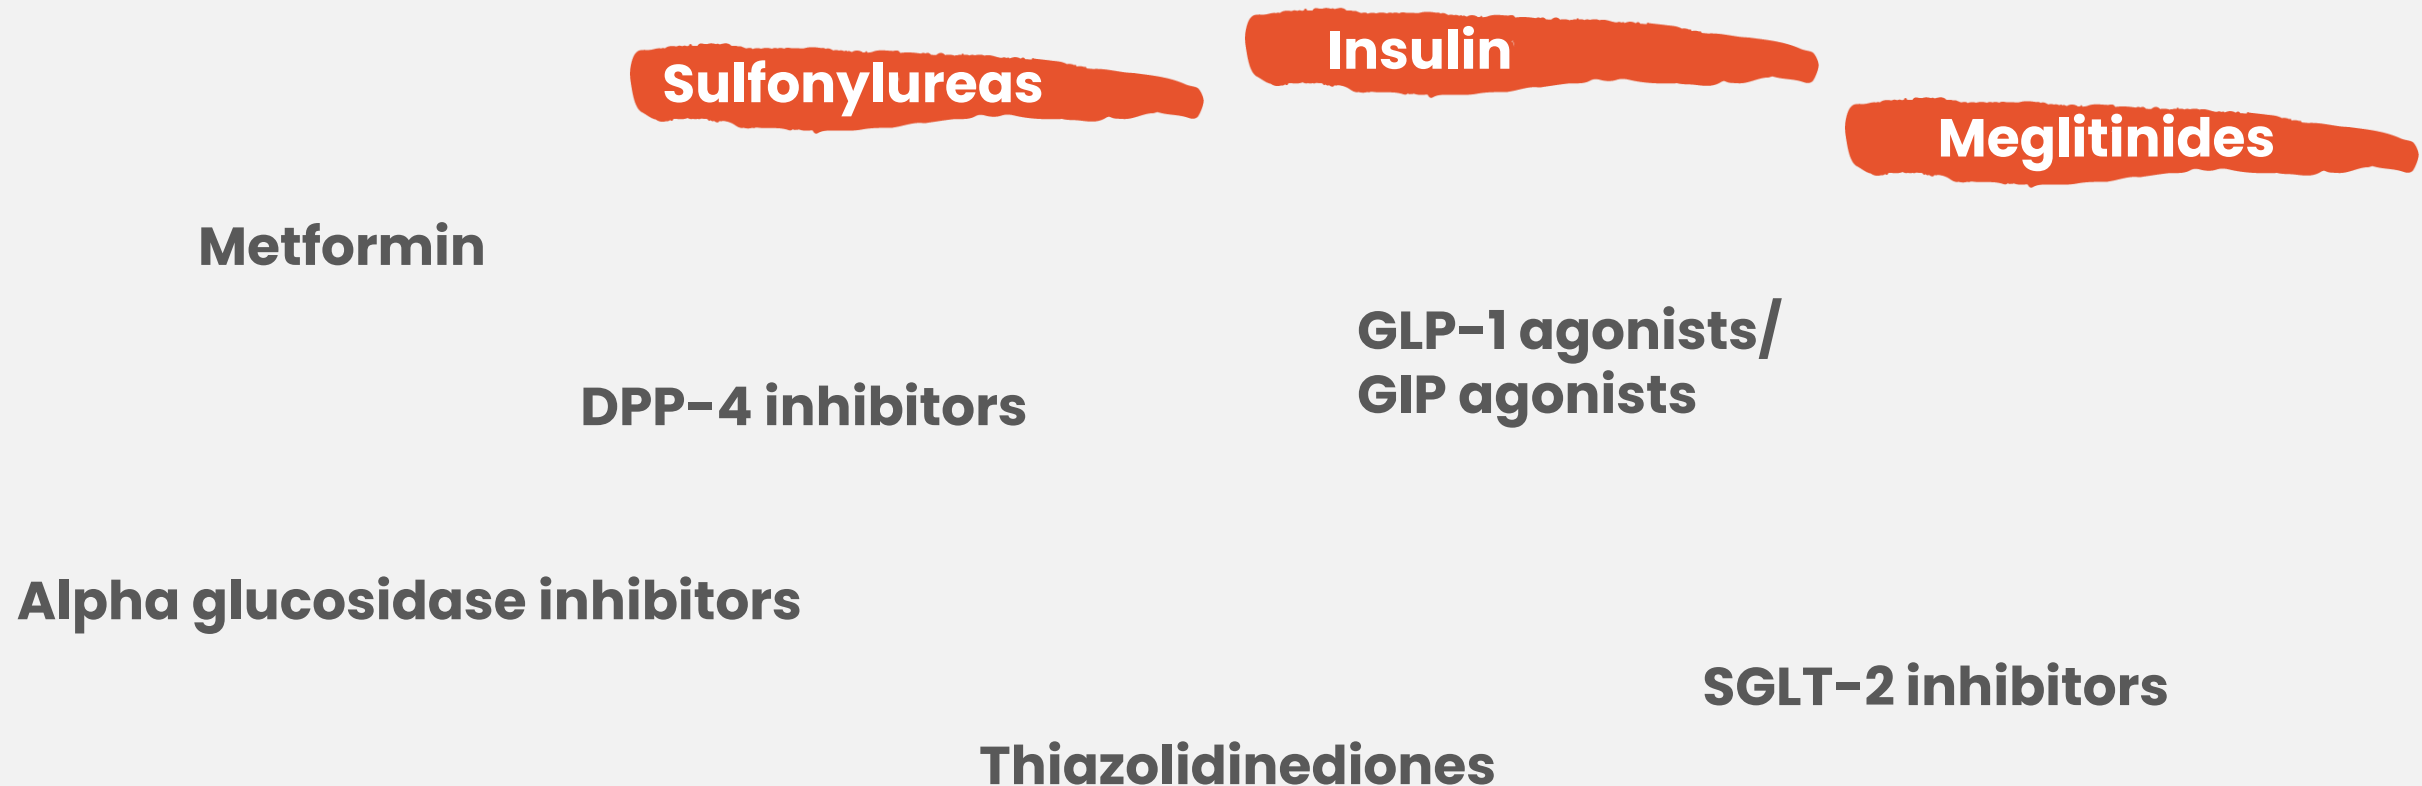 Insulin
Sulfonylureas
Meglitinides
Metformin
GLP-1 agonists/
GIP agonists
DPP-4 inhibitors
Alpha glucosidase inhibitors
SGLT-2 inhibitors
Thiazolidinediones